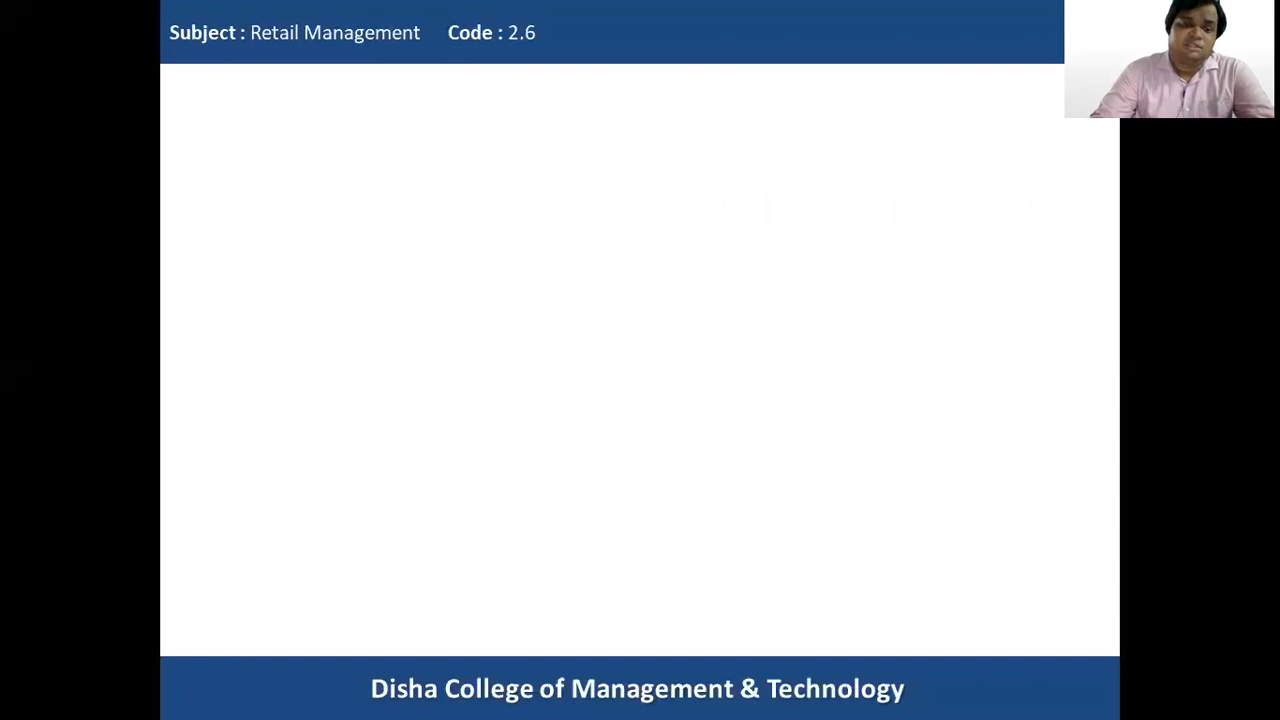 Subject : Retail Management Code : 2.6
Disha College of Management & Technology